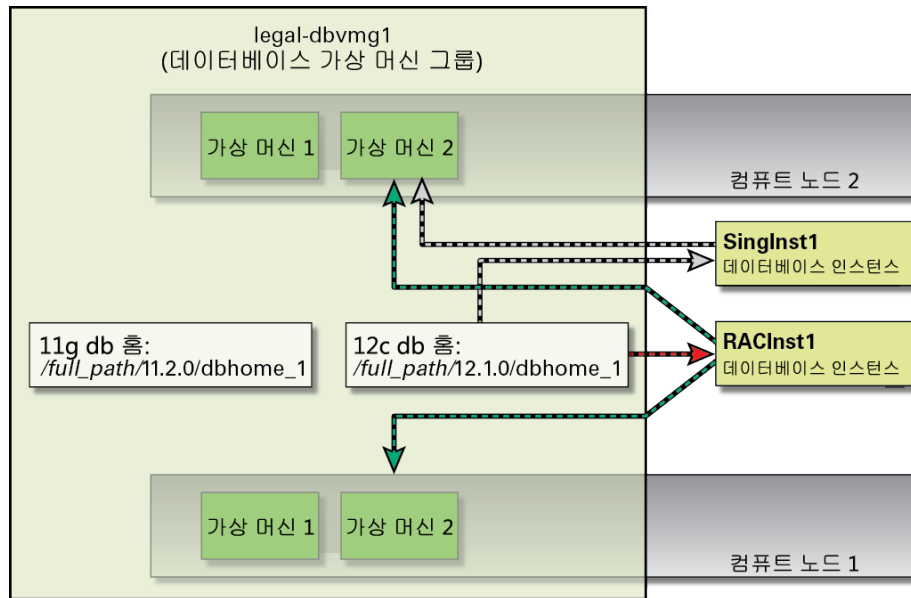 legal-dbvmg1
(데이터베이스 가상 머신 그룹)
가상 머신 1
가상 머신 2
컴퓨트 노드 2
SingInst1
데이터베이스 인스턴스
11g db 홈:
/full_path/11.2.0/dbhome_1
12c db 홈:
/full_path/12.1.0/dbhome_1
RACInst1
데이터베이스 인스턴스
가상 머신 1
가상 머신 2
컴퓨트 노드 1